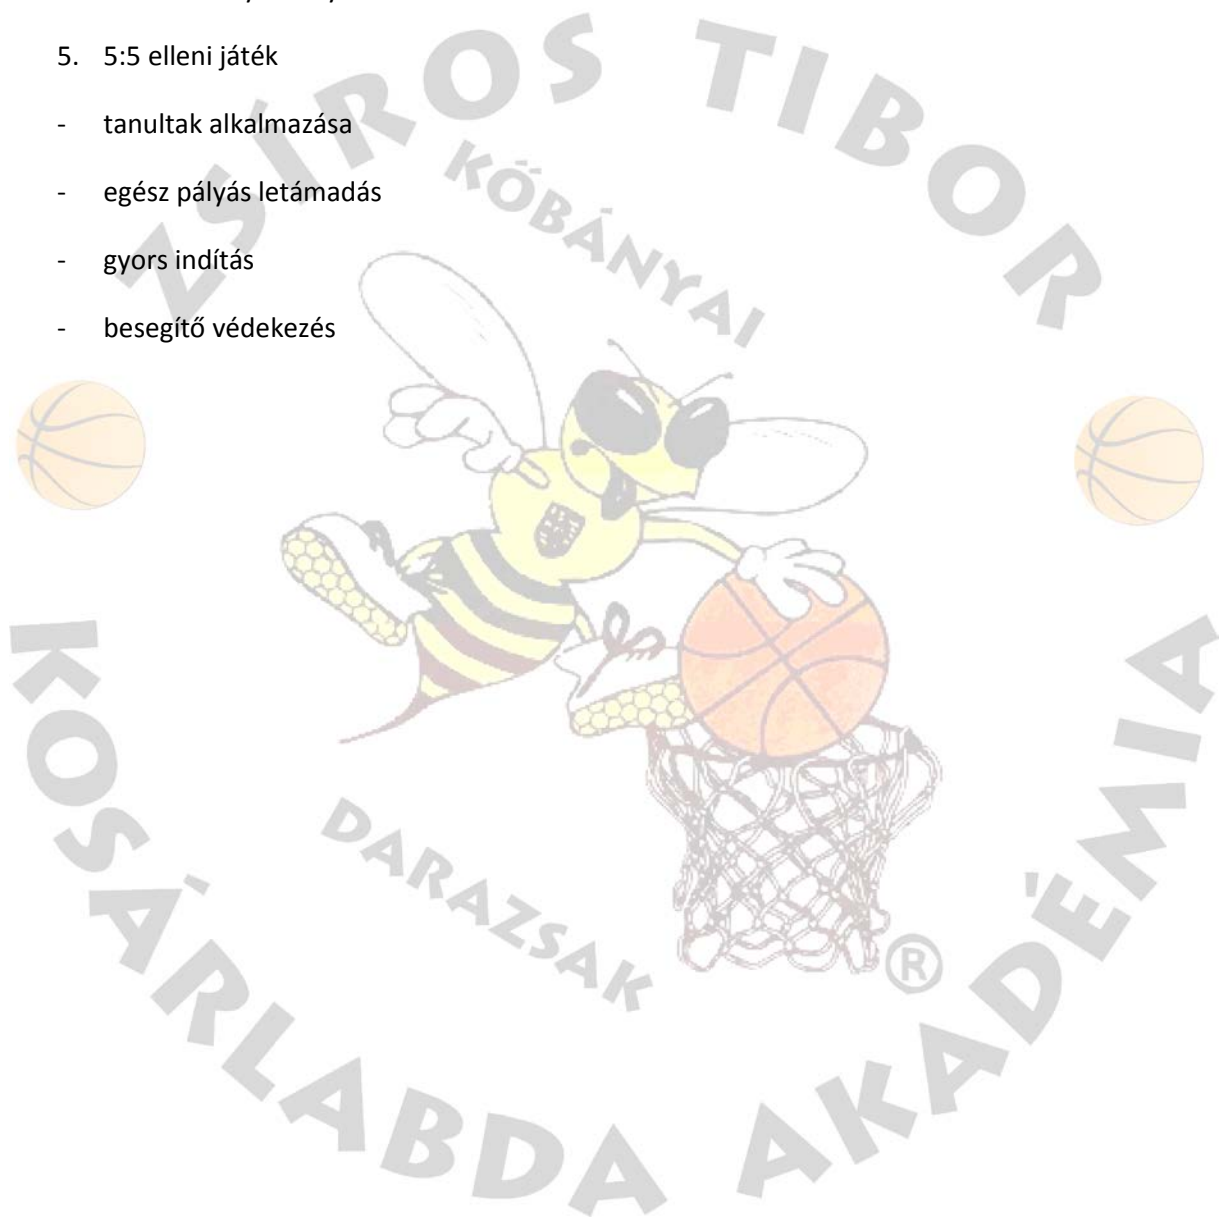 5. 5:5 elleni játék
- tanultak alkalmazása
- egész pályás letámadás
- gyors indítás
- besegítő védekezés
ZSÍROS TIBOR
KŐBÁNYAI
DARAZSAK
®
KOSÁRLABDA AKADÉMIA